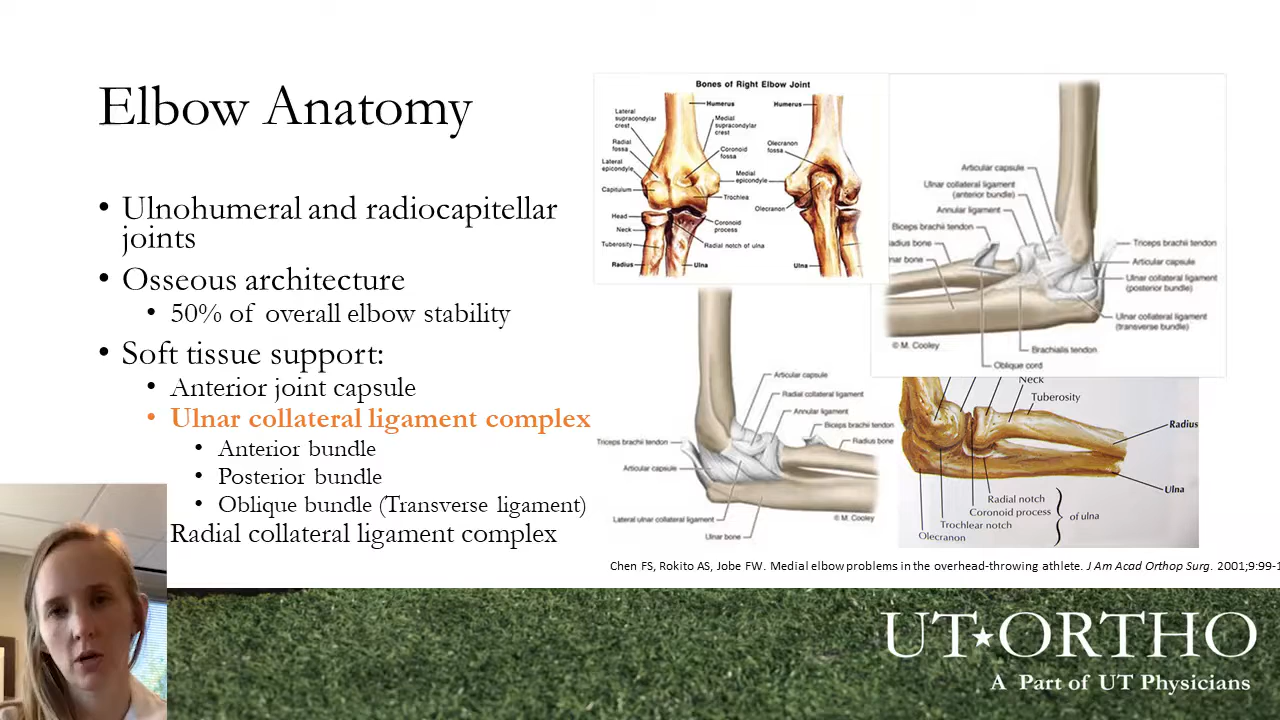 Elbow Anatomy
• Ulnohumeral and radiocapitellar
joints
• Osseous architecture
• 50% of overall elbow stability
• Soft tissue support:
• Anterior joint capsule
• Ulnar collateral ligament complex
• Anterior bundle
• Posterior bundle
• Oblique bundle (Transverse ligament)
Radial collateral ligament complex
Bones of Right Elbow Joint
Humerus
Lateral
supracondylar
crest
Medial
supracondylar
crest
Radial
fossa
Coronoid
fossa
Lateral
epicondyle
Medial
epicondyle
Capitulum
Trochlea
Head
Neck
Coronoid
process
Tuberosity
Radial notch of ulna
Radius
Ulna
Humerus
Olecranon
fossa
Olecranon
Ulna
Articular capsule
Ulnar collateral ligament
(anterior bundle)
Annular ligament
Biceps brachii tendon
adius bone
nar bone
Triceps brachii tendon
Articular capsule
Ulnar collateral ligament
(posterior bundle)
Ulnar collateral ligament
(transverse bundle)
© M. Cooley
Brachialis tendon
Oblique cord
Articular capsule
Radial collateral ligament
Annular ligament
Biceps brachii tendon
Radius bone
Triceps brachii tendon
Articular capsule
Lateral ulnar collateral ligament
© M. Cooley
Ulnar bone
Neck
Tuberosity
Radius
Ulna
Radial notch
Coronoid process
of ulna
Trochlear notch
Olecranon
Chen FS, Rokito AS, Jobe FW. Medial elbow problems in the overhead-throwing athlete. J Am Acad Orthop Surg. 2001;9:99-1
UT★ORTHO
A Part of UT Physicians